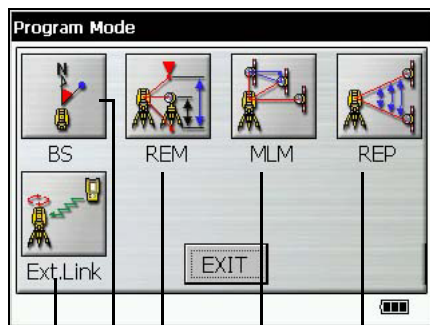 Program Mode
N
BS
REM
MLM
REP
Ext.Link
EXIT